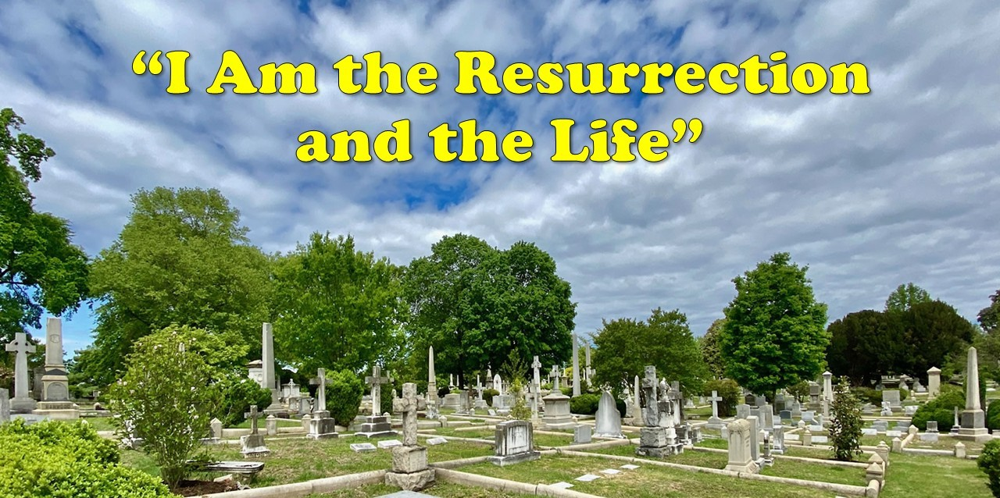 “I Am the Resurrection
and the Life”